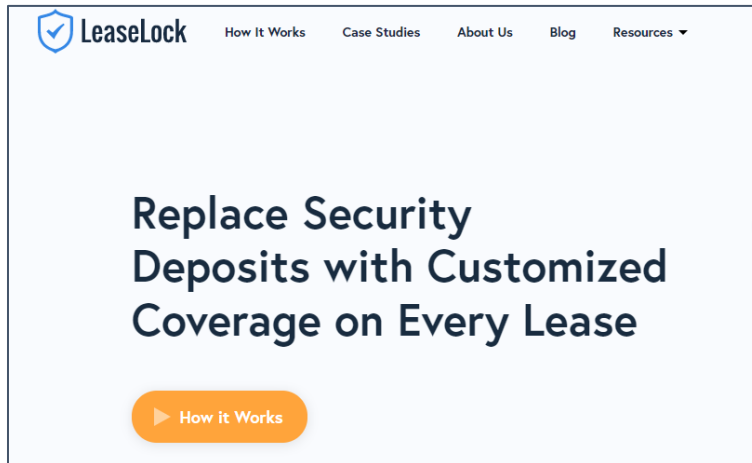 LeaseLock How It Works Case Studies About Us Blog Resources
Replace Security
Deposits with Customized
Coverage on Every Lease
How it Works